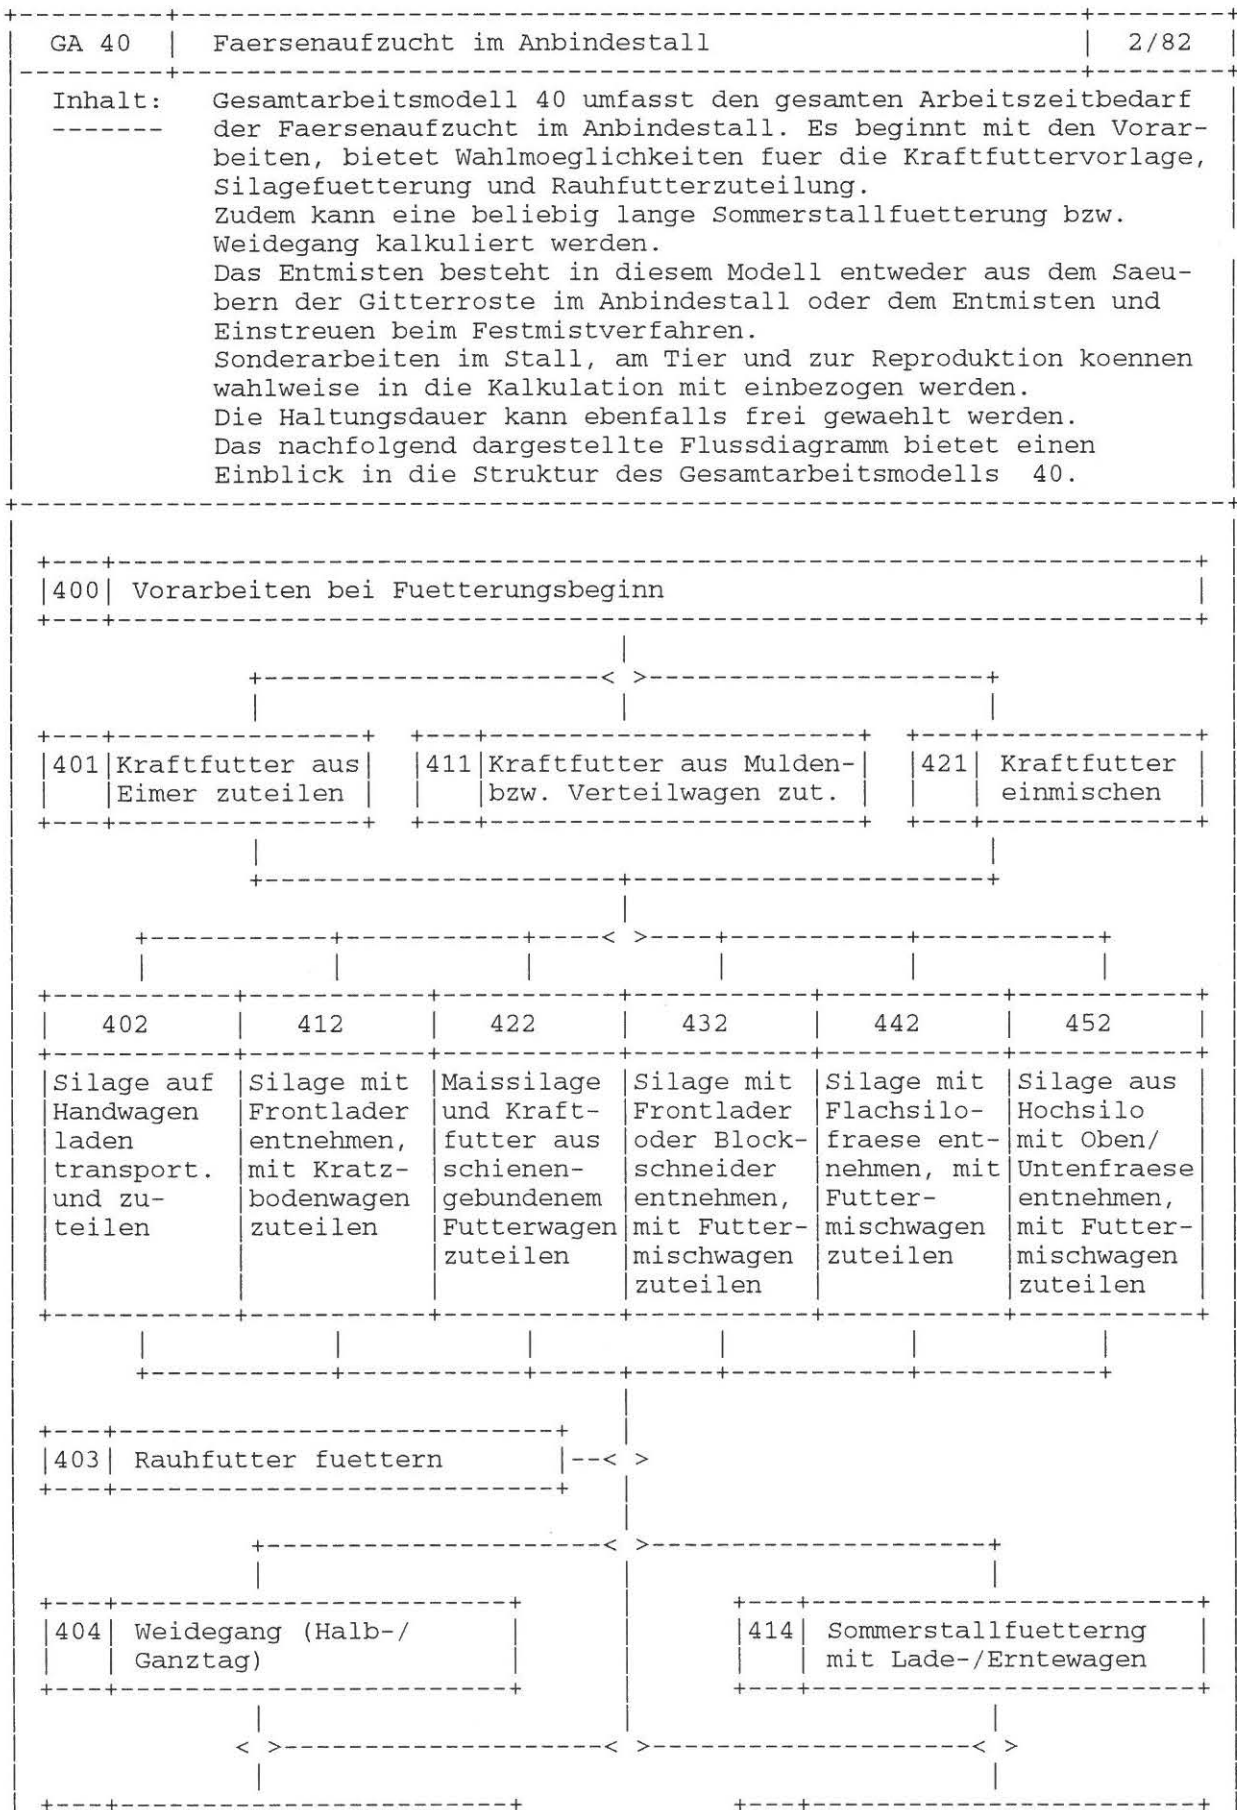 GA 40 | Faersenaufzucht im Anbindestall | 2/82
Inhalt: Gesamtarbeitsmodell 40 umfasst den gesamten Arbeitszeitbedarf
------- der Faersenaufzucht im Anbindestall. Es beginnt mit den Vorar-
beiten, bietet Wahlmoeglichkeiten fuer die Kraftfuttervorlage,
Silagefuetterung und Rauhfutterzuteilung.
Zudem kann eine beliebig lange Sommerstallfuetterung bzw.
Weidegang kalkuliert werden.
Das Entmisten besteht in diesem Modell entweder aus dem Saeu-
bern der Gitterroste im Anbindestall oder dem Entmisten und
Einstreuen beim Festmistverfahren.
Sonderarbeiten im Stall, am Tier und zur Reproduktion koennen
wahlweise in die Kalkulation mit einbezogen werden.
Die Haltungsdauer kann ebenfalls frei gewaehlt werden.
Das nachfolgend dargestellte Flussdiagramm bietet einen
Einblick in die Struktur des Gesamtarbeitsmodells 40.
400 Vorarbeiten bei Fuetterungsbeginn
401 Kraftfutter aus
Eimer zuteilen
411 Kraftfutter aus Mulden-
bzw. Verteilwagen zut.
421 Kraftfutter
einmischen
402
Silage auf
Handwagen
laden
transport.
und zu-
teilen
412
Silage mit
Frontlader
entnehmen,
mit Kratz-
bodenwagen
zuteilen
422
Maissilage
und Kraft-
futter aus
schienen-
gebundenem
Futterwagen
zuteilen
432
Silage mit
Frontlader
oder Block-
schneider
entnehmen,
mit Futter-
mischwagen
zuteilen
442
Silage mit
Flachsilo-
fraese ent-
nehmen, mit
Futter-
mischwagen
zuteilen
452
Silage aus
Hochsilo
mit Oben/
Untenfraese
entnehmen,
mit Futter-
mischwagen
zuteilen
403 Rauhfutter fuettern
404 Weidegang (Halb-/
Ganztag)
414 Sommerstallfuetterng
mit Lade-/Erntewagen